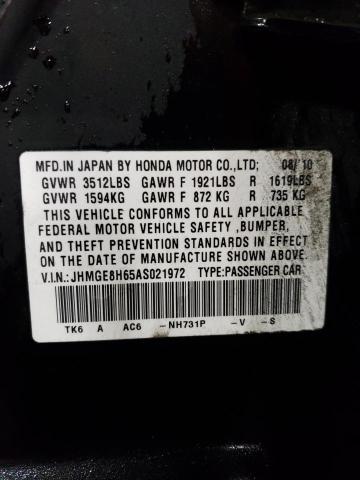 MFD.IN JAPAN BY HONDA MOTOR CO.,LTD; 08/10
GVWR 3512LBS GAWR F 1921LBS R 1619LBS
GVWR 1594KG GAWR F 872 KG R 735 KG
THIS VEHICLE CONFORMS TO ALL APPLICABLE
FEDERAL MOTOR VEHICLE SAFETY ,BUMPER,
AND THEFT PREVENTION STANDARDS IN EFFECT
ON THE DATE OF MANUFACTURE SHOWN ABOVE.
V.I.N.: JHMGE8H65AS021972 TYPE:PASSENGER CAR
TK6 A AC6 -NH731P -V -S